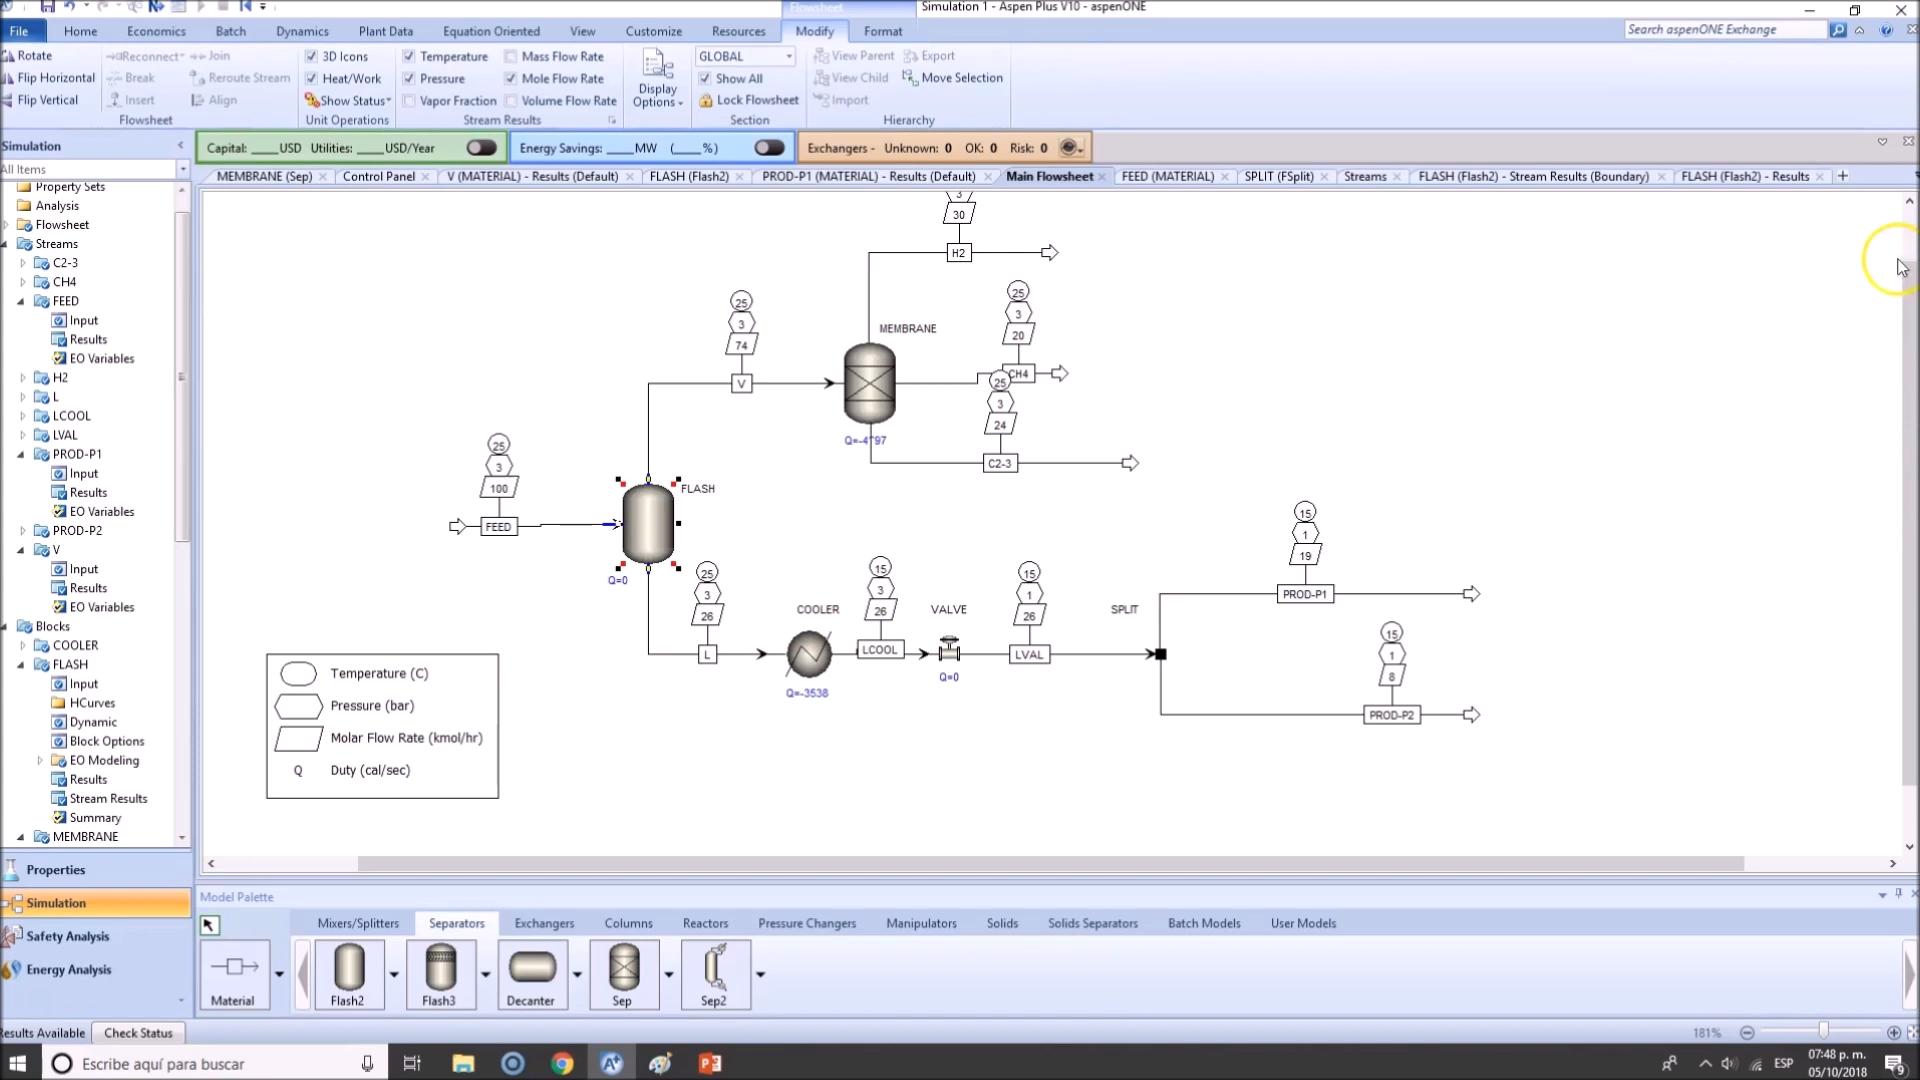 Flowsheet
Simulation 1 - Aspen Plus V10 - aspenONE
File Home Economics Batch Dynamics Plant Data Equation Oriented View Customize Resources Modify Format
Search aspenONE Exchange
Rotate Reconnect Join 3D Icons Temperature Mass Flow Rate GLOBAL View Parent Export
Flip Horizontal Break Reroute Stream Heat/Work Pressure Mole Flow Rate Show All View Child Move Selection
Flip Vertical Insert Align Show Status Vapor Fraction Volume Flow Rate Display Options Lock Flowsheet Import
Flowsheet Unit Operations Stream Results Section Hierarchy
Simulation
Capital: ____USD Utilities: ____USD/Year Energy Savings: ____MW (____%) Exchangers - Unknown: 0 OK: 0 Risk: 0
All Items
MEMBRANE (Sep) Control Panel V (MATERIAL) - Results (Default) FLASH (Flash2) PROD-P1 (MATERIAL) - Results (Default) Main Flowsheet FEED (MATERIAL) SPLIT (FSplit) Streams FLASH (Flash2) - Stream Results (Boundary) FLASH (Flash2) - Results
Property Sets
Analysis
Flowsheet
Streams
C2-3
CH4
FEED
Input
Results
EO Variables
H2
L
LCOOL
LVAL
PROD-P1
Input
Results
EO Variables
PROD-P2
V
Input
Results
EO Variables
Blocks
COOLER
FLASH
Input
HCurves
Dynamic
Block Options
EO Modeling
Results
Stream Results
Summary
MEMBRANE
Properties
Simulation
Safety Analysis
Energy Analysis
3
30
H2
25
3
74
V
MEMBRANE
25
3
20
CH4
25
3
24
C2-3
25
3
100
FEED
FLASH
Q=0
25
3
26
L
COOLER
Q=-3538
15
3
26
LCOOL
VALVE
Q=0
15
1
26
LVAL
SPLIT
15
1
19
PROD-P1
15
1
8
PROD-P2
Temperature (C)
Pressure (bar)
Molar Flow Rate (kmol/hr)
Q Duty (cal/sec)
Model Palette
Mixers/Splitters Separators Exchangers Columns Reactors Pressure Changers Manipulators Solids Solids Separators Batch Models User Models
Material Flash2 Flash3 Decanter Sep Sep2
Results Available Check Status
181%
Escribe aquí para buscar
ESP
07:48 p. m.
05/10/2018
9